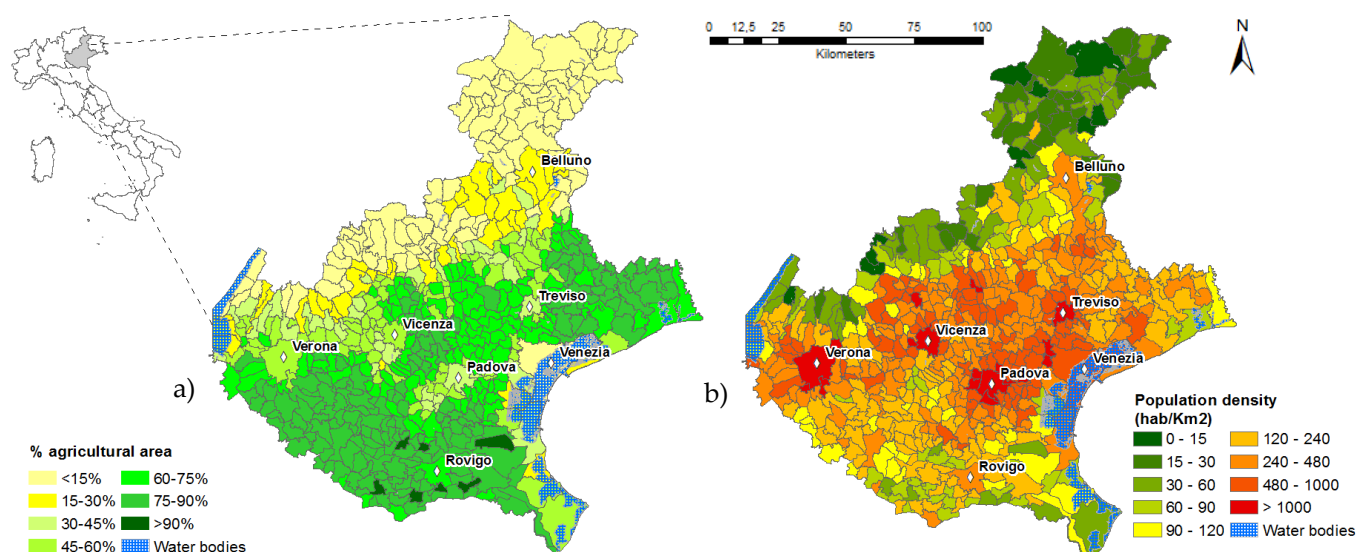 0 12,5 25 50 75 100
Kilometers
N
Belluno
Treviso
Vicenza
Verona
Venezia
Padova
Rovigo
a)
% agricultural area
<15% 60-75%
15-30% 75-90%
30-45% >90%
45-60% Water bodies
Belluno
Treviso
Vicenza
Verona
Venezia
Padova
Rovigo
b)
Population density
(hab/Km2)
0 - 15 120 - 240
15 - 30 240 - 480
30 - 60 480 - 1000
60 - 90 > 1000
90 - 120 Water bodies